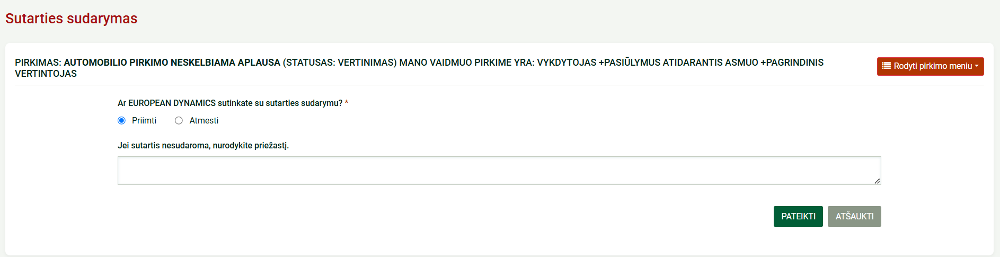 Sutarties sudarymas
PIRKIMAS: AUTOMOBILIO PIRKIMO NESKELBIAMA APLAUSA (STATUSAS: VERTINIMAS) MANO VAIDMUO PIRKIME YRA: VYKDYTOJAS +PASIŪLYMUS ATIDARANTIS ASMUO +PAGRINDINIS
VERTINTOJAS
Rodyti pirkimo meniu
Ar EUROPEAN DYNAMICS sutinkate su sutarties sudarymu? *
Priimti Atmesti
Jei sutartis nesudaroma, nurodykite priežastį.
PATEIKTI ATŠAUKTI